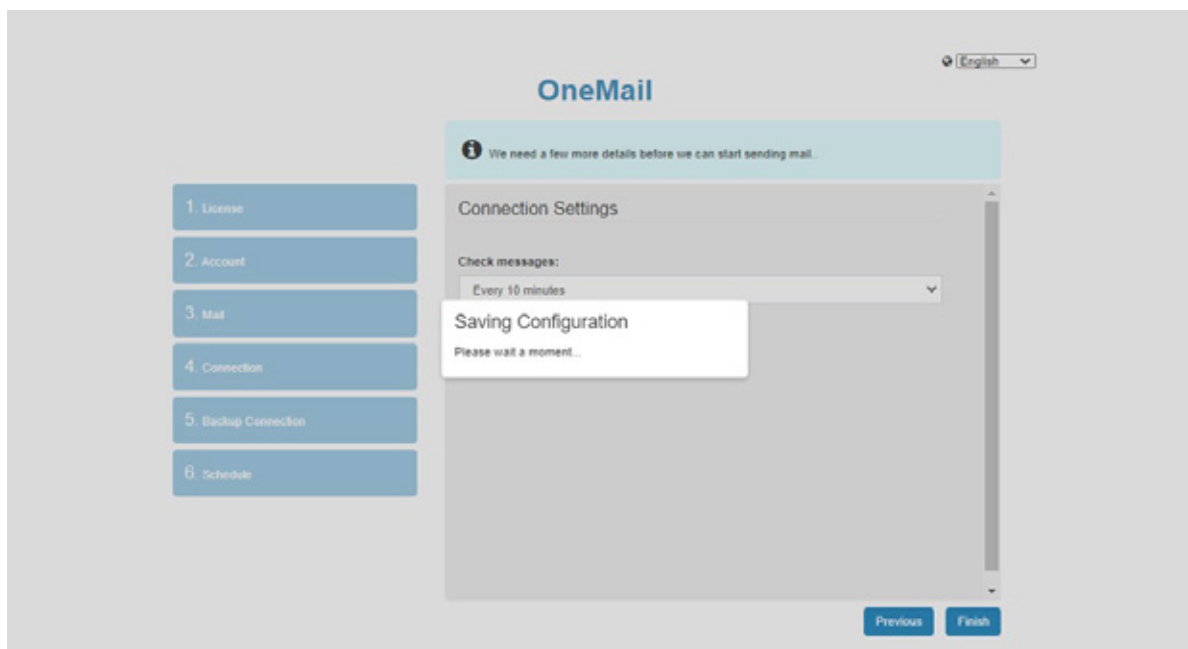 English
OneMail
We need a few more details before we can start sending mail..
1. License
2. Account
3. Mail
4. Connection
5. Backup Connection
6. Schedule
Connection Settings
Check messages:
Every 10 minutes
Saving Configuration
Please wait a moment...
Previous
Finish